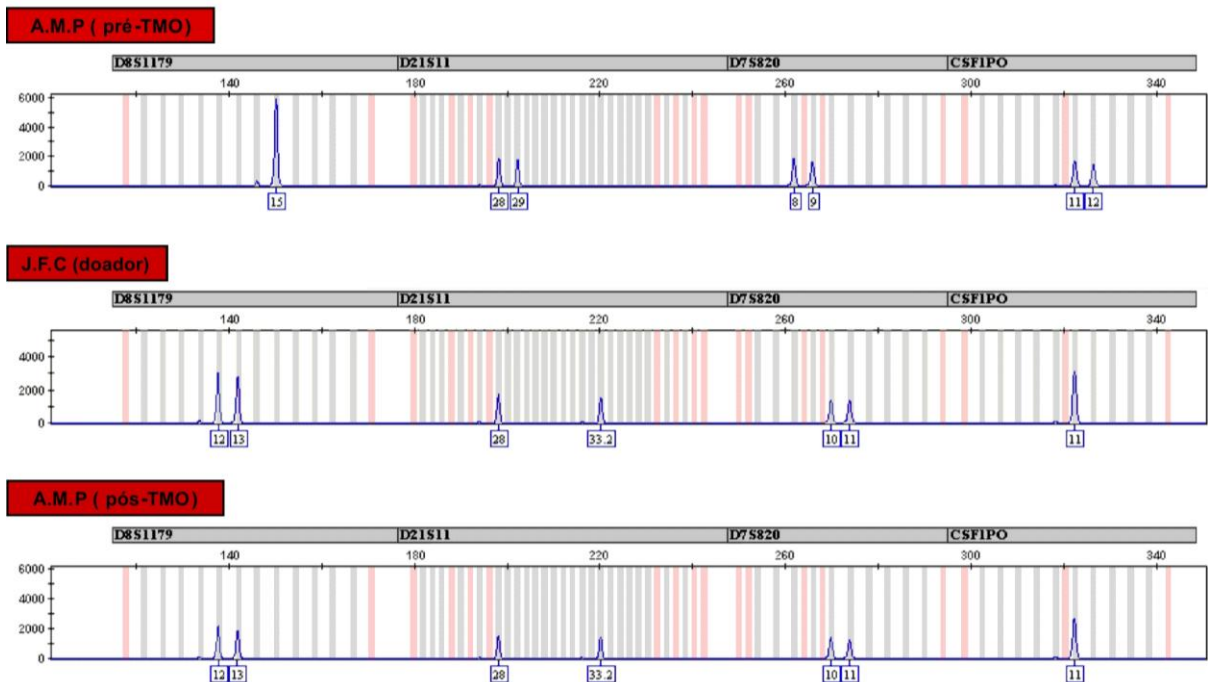 A.M.P ( pré-TMO)
D8S1179 D21S11 D7S820 CSF1PO
140 180 220 260 300 340
6000
4000
2000
0
15 28 29 8 9 11 12
J.F.C (doador)
D8S1179 D21S11 D7S820 CSF1PO
140 180 220 260 300 340
4000
2000
0
12 13 28 33.2 10 11 11
A.M.P ( pós-TMO)
D8S1179 D21S11 D7S820 CSF1PO
140 180 220 260 300 340
6000
4000
2000
0
12 13 28 33.2 10 11 11